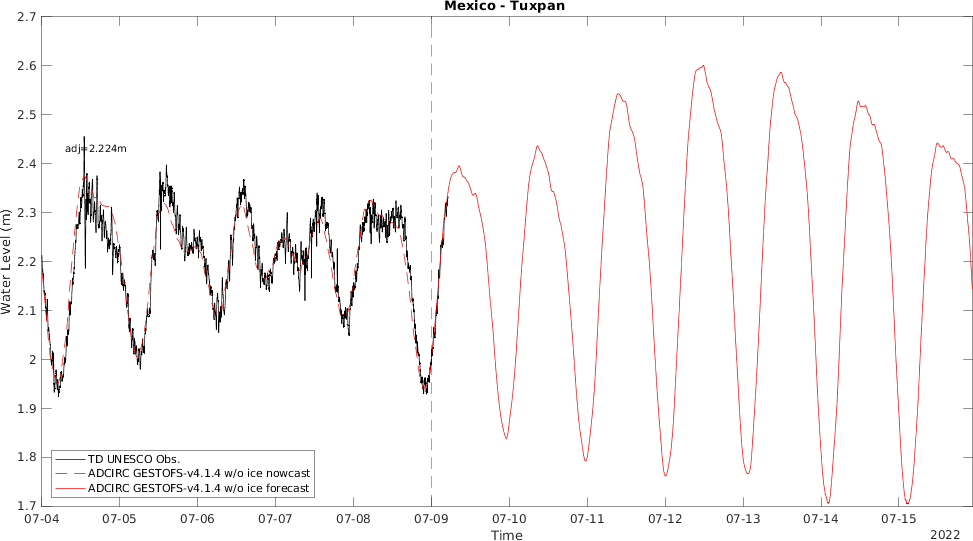 Mexico - Tuxpan
2.7
2.6
2.5
2.4
2.3
2.2
2.1
2
1.9
1.8
1.7
Water Level (m)
adj=2.224m
TD UNESCO Obs.
ADCIRC GESTOFS-v4.1.4 w/o ice nowcast
ADCIRC GESTOFS-v4.1.4 w/o ice forecast
07-04 07-05 07-06 07-07 07-08 07-09 07-10 07-11 07-12 07-13 07-14 07-15
Time
2022